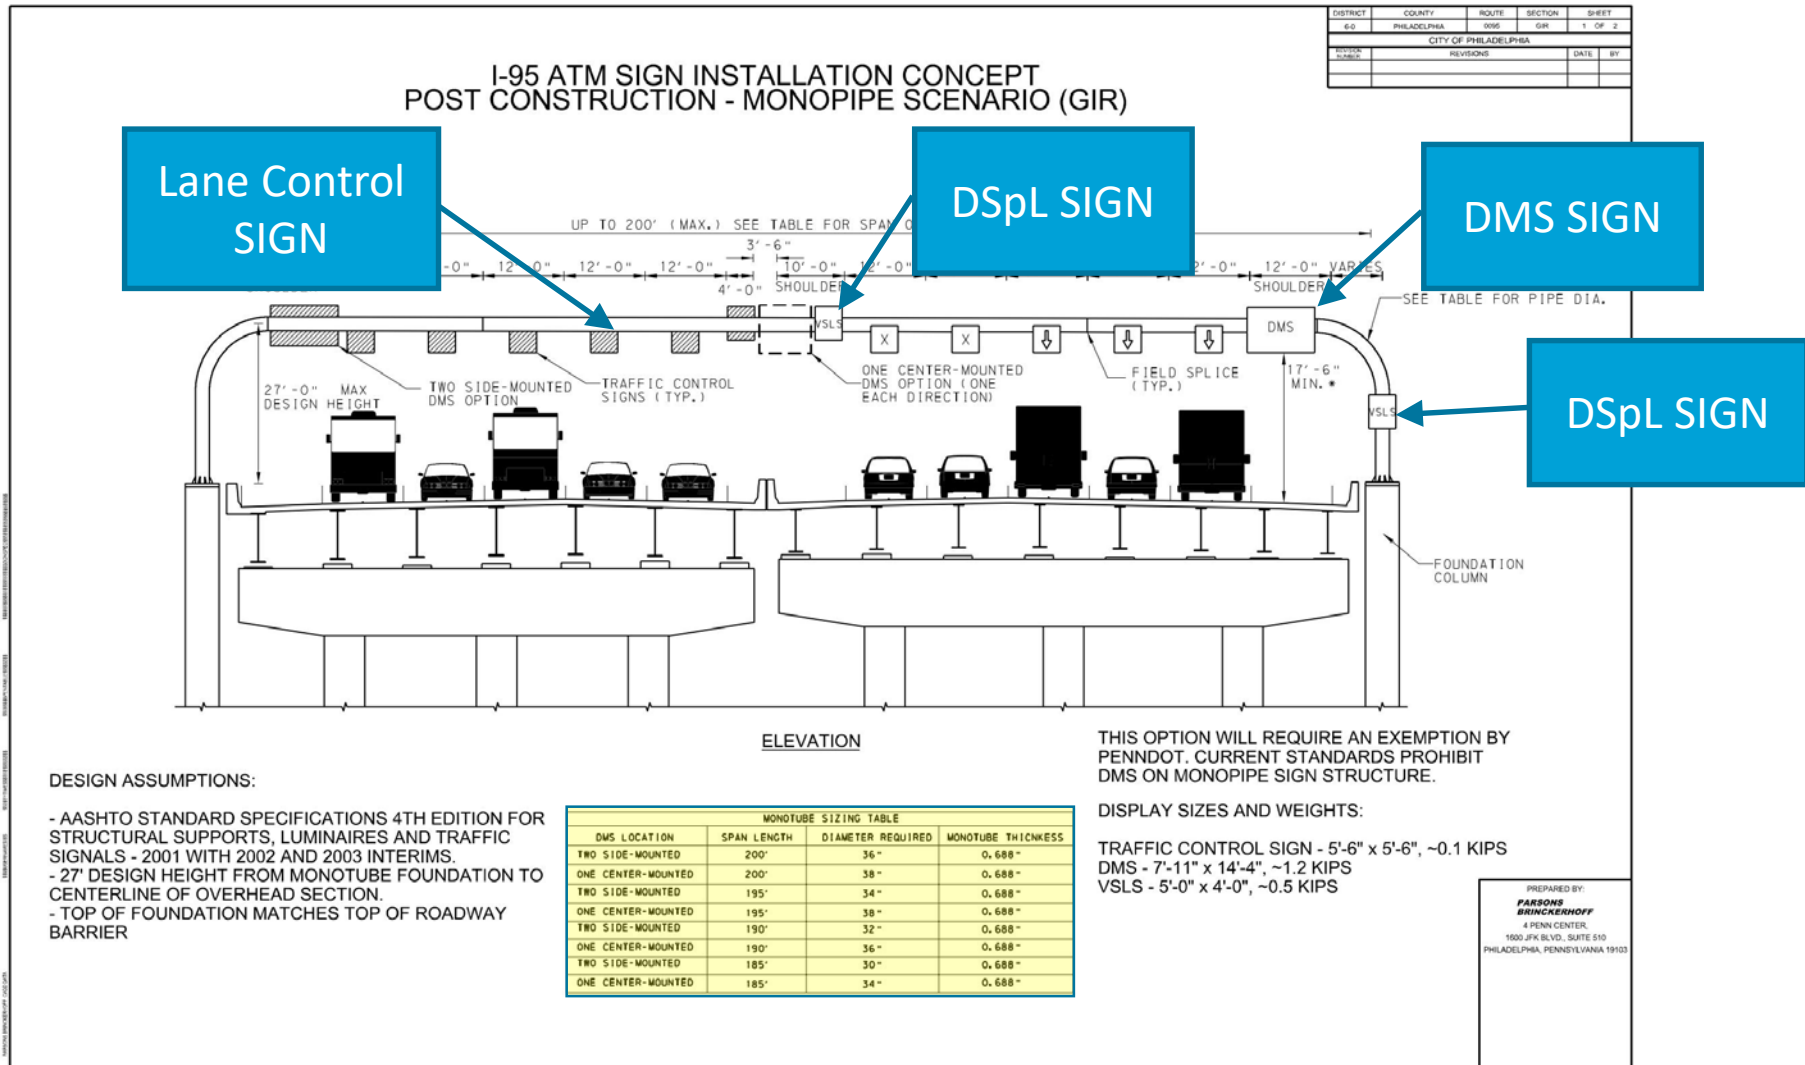 DISTRICT COUNTY ROUTE SECTION SHEET
6-0 PHILADELPHIA 0095 GIR 1 OF 2
CITY OF PHILADELPHIA
REVISION NUMBER REVISIONS DATE BY
I-95 ATM SIGN INSTALLATION CONCEPT
POST CONSTRUCTION - MONOPIPE SCENARIO (GIR)
Lane Control
SIGN
DSpL SIGN
DMS SIGN
DSpL SIGN
UP TO 200' (MAX.) SEE TABLE FOR SPAN
3'-6"
12'-0" 12'-0" 12'-0" 10'-0" 12'-0" 12'-0" VARIES
4'-0" SHOULDER SHOULDER
SEE TABLE FOR PIPE DIA.
VSLS
DMS
X X
27'-0" MAX
DESIGN HEIGHT
TWO SIDE-MOUNTED
DMS OPTION
TRAFFIC CONTROL
SIGNS (TYP.)
ONE CENTER-MOUNTED
DMS OPTION (ONE
EACH DIRECTION)
FIELD SPLICE
(TYP.)
17'-6"
MIN. *
VSLS
FOUNDATION
COLUMN
ELEVATION
DESIGN ASSUMPTIONS:
- AASHTO STANDARD SPECIFICATIONS 4TH EDITION FOR
STRUCTURAL SUPPORTS, LUMINAIRES AND TRAFFIC
SIGNALS - 2001 WITH 2002 AND 2003 INTERIMS.
- 27' DESIGN HEIGHT FROM MONOTUBE FOUNDATION TO
CENTERLINE OF OVERHEAD SECTION.
- TOP OF FOUNDATION MATCHES TOP OF ROADWAY
BARRIER
MONOTUBE SIZING TABLE
DMS LOCATION SPAN LENGTH DIAMETER REQUIRED MONOTUBE THICNKESS
TWO SIDE-MOUNTED 200' 36" 0.688"
ONE CENTER-MOUNTED 200' 38" 0.688"
TWO SIDE-MOUNTED 195' 34" 0.688"
ONE CENTER-MOUNTED 195' 38" 0.688"
TWO SIDE-MOUNTED 190' 32" 0.688"
ONE CENTER-MOUNTED 190' 36" 0.688"
TWO SIDE-MOUNTED 185' 30" 0.688"
ONE CENTER-MOUNTED 185' 34" 0.688"
THIS OPTION WILL REQUIRE AN EXEMPTION BY
PENNDOT. CURRENT STANDARDS PROHIBIT
DMS ON MONOPIPE SIGN STRUCTURE.
DISPLAY SIZES AND WEIGHTS:
TRAFFIC CONTROL SIGN - 5'-6" x 5'-6", ~0.1 KIPS
DMS - 7'-11" x 14'-4", ~1.2 KIPS
VSLS - 5'-0" x 4'-0", ~0.5 KIPS
PREPARED BY:
PARSONS
BRINCKERHOFF
4 PENN CENTER,
1600 JFK BLVD., SUITE 510
PHILADELPHIA, PENNSYLVANIA 19103